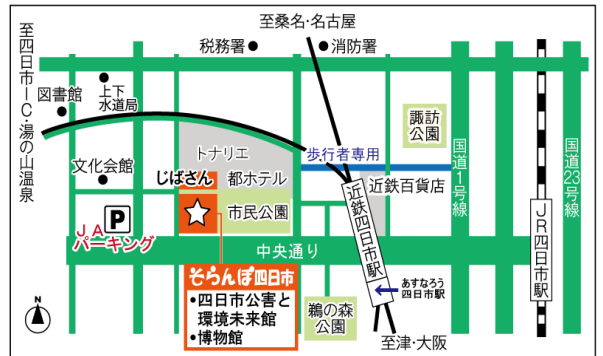 至桑名・名古屋
至四日市IC・湯の山温泉
税務署
消防署
図書館
上下
水道局
諏訪
公園
国道1号線
国道23号線
トナリエ
歩行者専用
文化会館
じばさん
都ホテル
近鉄百貨店
近鉄四日市駅
JR四日市駅
P
JA
パーキング
市民公園
中央通り
そらんぽ四日市
•四日市公害と
環境未来館
•博物館
鵜の森
公園
あすなろう
四日市駅
至津・大阪
N